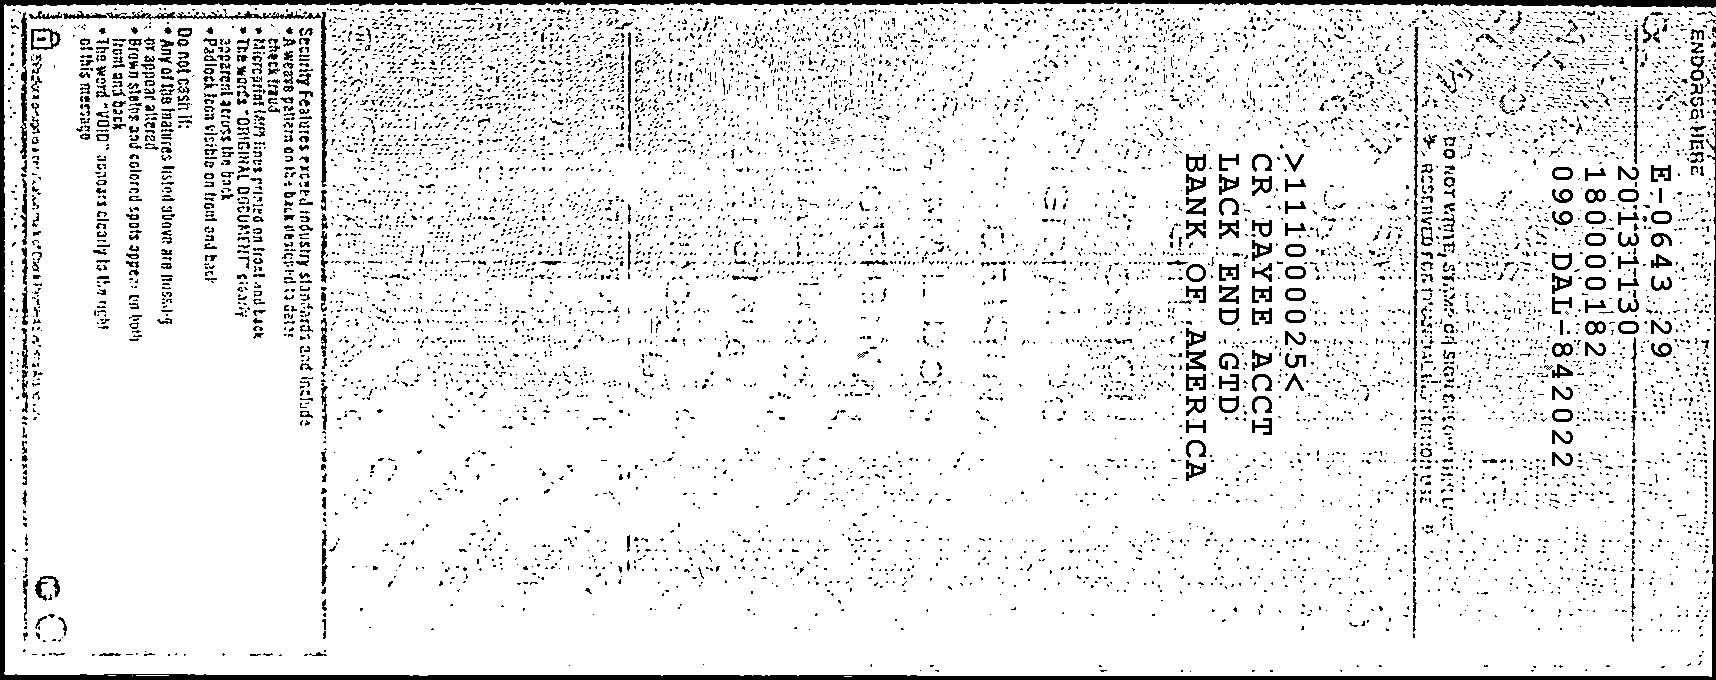 ENDORSE HERE
E-0643 29
20131130
1800000182
099 DAL-842022
DO NOT WRITE, STAMP OR SIGN BELOW THIS LINE
RESERVED FOR FINANCIAL INSTITUTION USE
>111000025<
CR PAYEE ACCT
LACK END GTD
BANK OF AMERICA
Security Features exceed industry standards and include
• A weave pattern on the back designed to deter
check fraud
• Microprint form lines printed on front and back
• The words "ORIGINAL DOCUMENT" clearly
apparent across the back
• Padlock icon visible on front and back
Do not cash if:
• Any of the features listed above are missing
or appear altered
• Brown stains and colored spots appear on both
front and back
• The word "VOID" appears clearly to the right
of this message